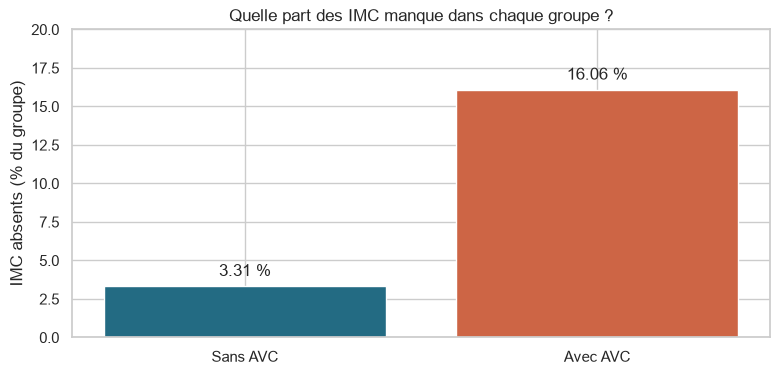 Quelle part des IMC manque dans chaque groupe ?
IMC absents (% du groupe)
20.0
17.5
15.0
12.5
10.0
7.5
5.0
2.5
0.0
3.31 %
16.06 %
Sans AVC
Avec AVC